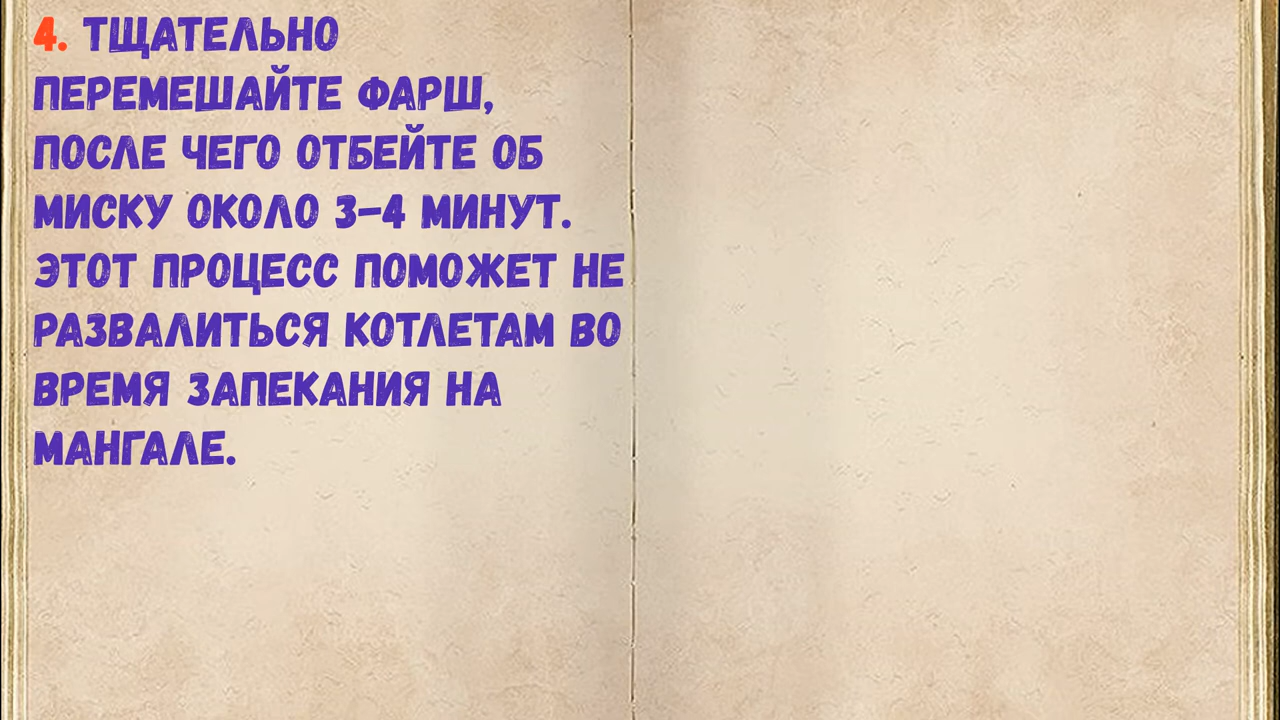 4. ТЩАТЕЛЬНО
ПЕРЕМЕШАЙТЕ ФАРШ,
ПОСЛЕ ЧЕГО ОТБЕЙТЕ ОБ
МИСКУ ОКОЛО 3-4 МИНУТ.
ЭТОТ ПРОЦЕСС ПОМОЖЕТ НЕ
РАЗВАЛИТЬСЯ КОТЛЕТАМ ВО
ВРЕМЯ ЗАПЕКАНИЯ НА
МАНГАЛЕ.